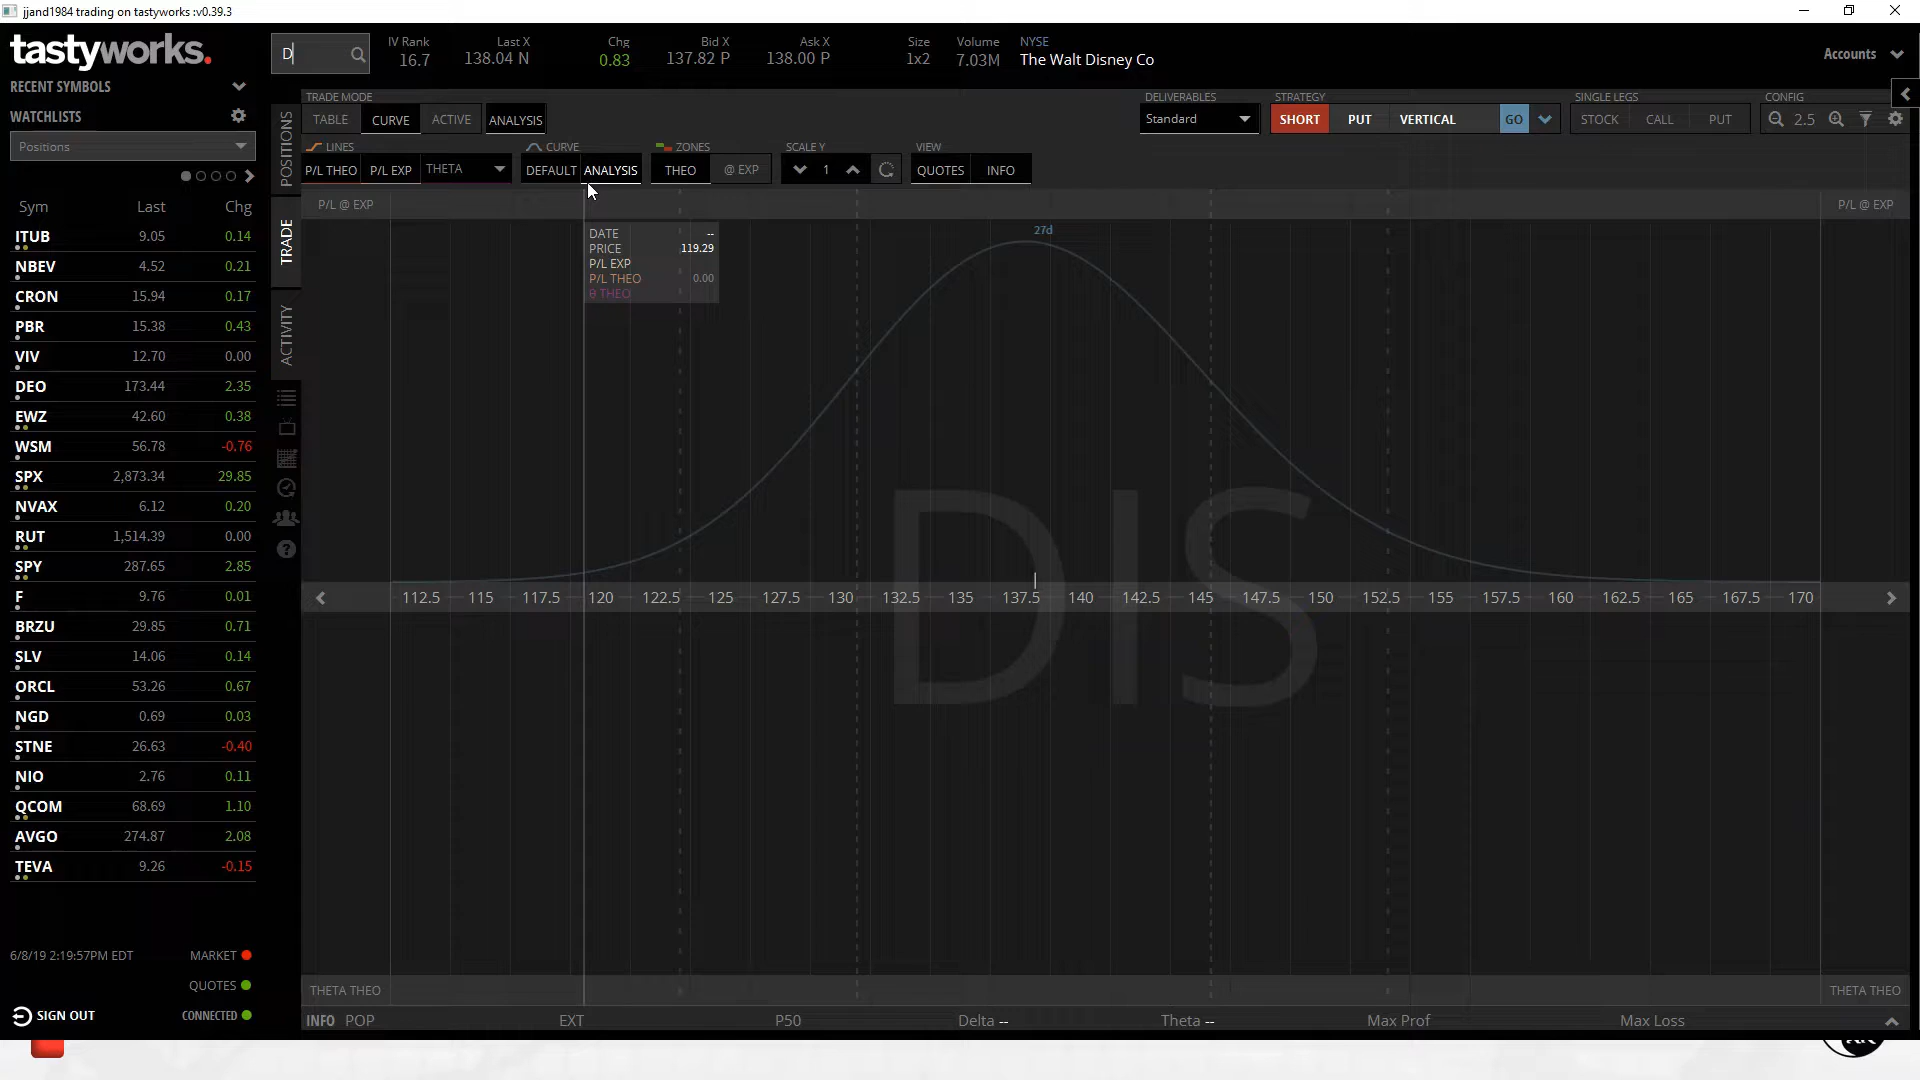 jjand1984 trading on tastyworks :v0.39.3
tastyworks.
RECENT SYMBOLS
WATCHLISTS
Positions
Sym Last Chg
ITUB 9.05 0.14
NBEV 4.52 0.21
CRON 15.94 0.17
PBR 15.38 0.43
VIV 12.70 0.00
DEO 173.44 2.35
EWZ 42.60 0.38
WSM 56.78 -0.76
SPX 2,873.34 29.85
NVAX 6.12 0.20
RUT 1,514.39 0.00
SPY 287.65 2.85
F 9.76 0.01
BRZU 29.85 0.71
SLV 14.06 0.14
ORCL 53.26 0.67
NGD 0.69 0.03
STNE 26.63 -0.40
NIO 2.76 0.11
QCOM 68.69 1.10
AVGO 274.87 2.08
TEVA 9.26 -0.15
6/8/19 2:19:57PM EDT MARKET
QUOTES
SIGN OUT CONNECTED
POSITIONS
TRADE
ACTIVITY
D
IV Rank Last X Chg Bid X Ask X Size Volume NYSE
16.7 138.04 N 0.83 137.82 P 138.00 P 1x2 7.03M The Walt Disney Co
Accounts
TRADE MODE DELIVERABLES STRATEGY SINGLE LEGS CONFIG
TABLE CURVE ACTIVE ANALYSIS Standard SHORT PUT VERTICAL GO STOCK CALL PUT 2.5
LINES CURVE ZONES SCALE Y VIEW
P/L THEO P/L EXP THETA DEFAULT ANALYSIS THEO @ EXP 1 QUOTES INFO
P/L @ EXP P/L @ EXP
27d
DATE --
PRICE 119.29
P/L EXP
P/L THEO 0.00
θ THEO
DIS
112.5 115 117.5 120 122.5 125 127.5 130 132.5 135 137.5 140 142.5 145 147.5 150 152.5 155 157.5 160 162.5 165 167.5 170
THETA THEO THETA THEO
INFO POP EXT P50 Delta -- Theta -- Max Prof Max Loss